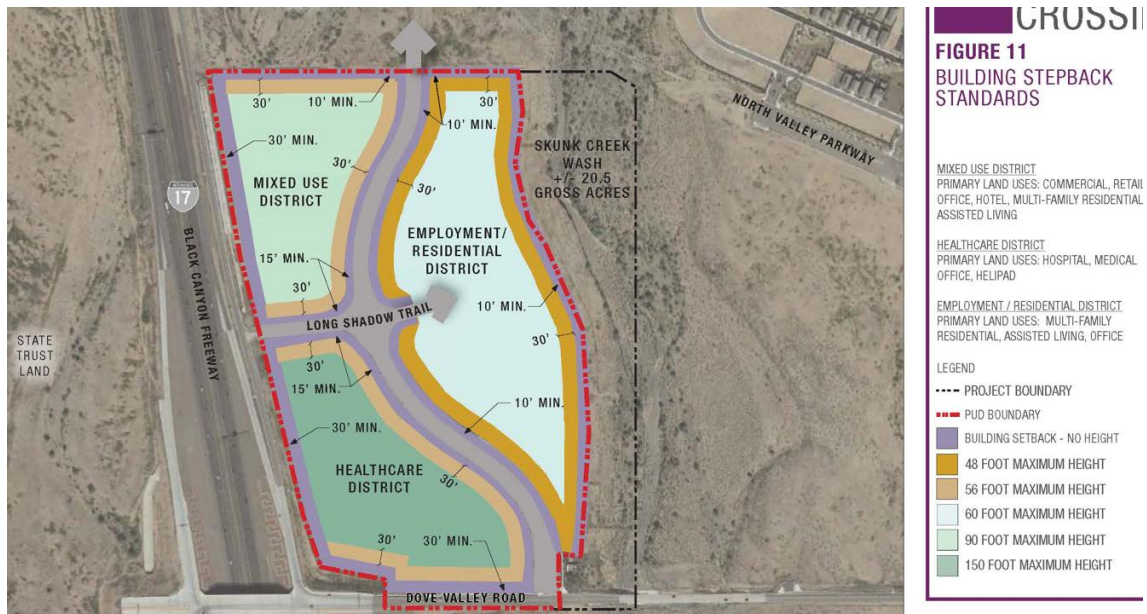 30'
10' MIN.
30'
10' MIN.
30' MIN.
30'
30'
MIXED USE
DISTRICT
SKUNK CREEK
WASH
+/- 20.5
GROSS ACRES
NORTH VALLEY PARKWAY
INTERSTATE
17
BLACK CANYON FREEWAY
EMPLOYMENT/
RESIDENTIAL
DISTRICT
15' MIN.
30'
LONG SHADOW TRAIL
10' MIN.
30'
STATE
TRUST
LAND
30'
15' MIN.
10' MIN.
30' MIN.
HEALTHCARE
DISTRICT
30'
30'
30' MIN.
DOVE VALLEY ROAD
FIGURE 11
BUILDING STEPBACK
STANDARDS
MIXED USE DISTRICT
PRIMARY LAND USES: COMMERCIAL, RETAIL
OFFICE, HOTEL, MULTI-FAMILY RESIDENTIAL
ASSISTED LIVING
HEALTHCARE DISTRICT
PRIMARY LAND USES: HOSPITAL, MEDICAL
OFFICE, HELIPAD
EMPLOYMENT / RESIDENTIAL DISTRICT
PRIMARY LAND USES: MULTI-FAMILY
RESIDENTIAL, ASSISTED LIVING, OFFICE
LEGEND
PROJECT BOUNDARY
PUD BOUNDARY
BUILDING SETBACK - NO HEIGHT
48 FOOT MAXIMUM HEIGHT
56 FOOT MAXIMUM HEIGHT
60 FOOT MAXIMUM HEIGHT
90 FOOT MAXIMUM HEIGHT
150 FOOT MAXIMUM HEIGHT